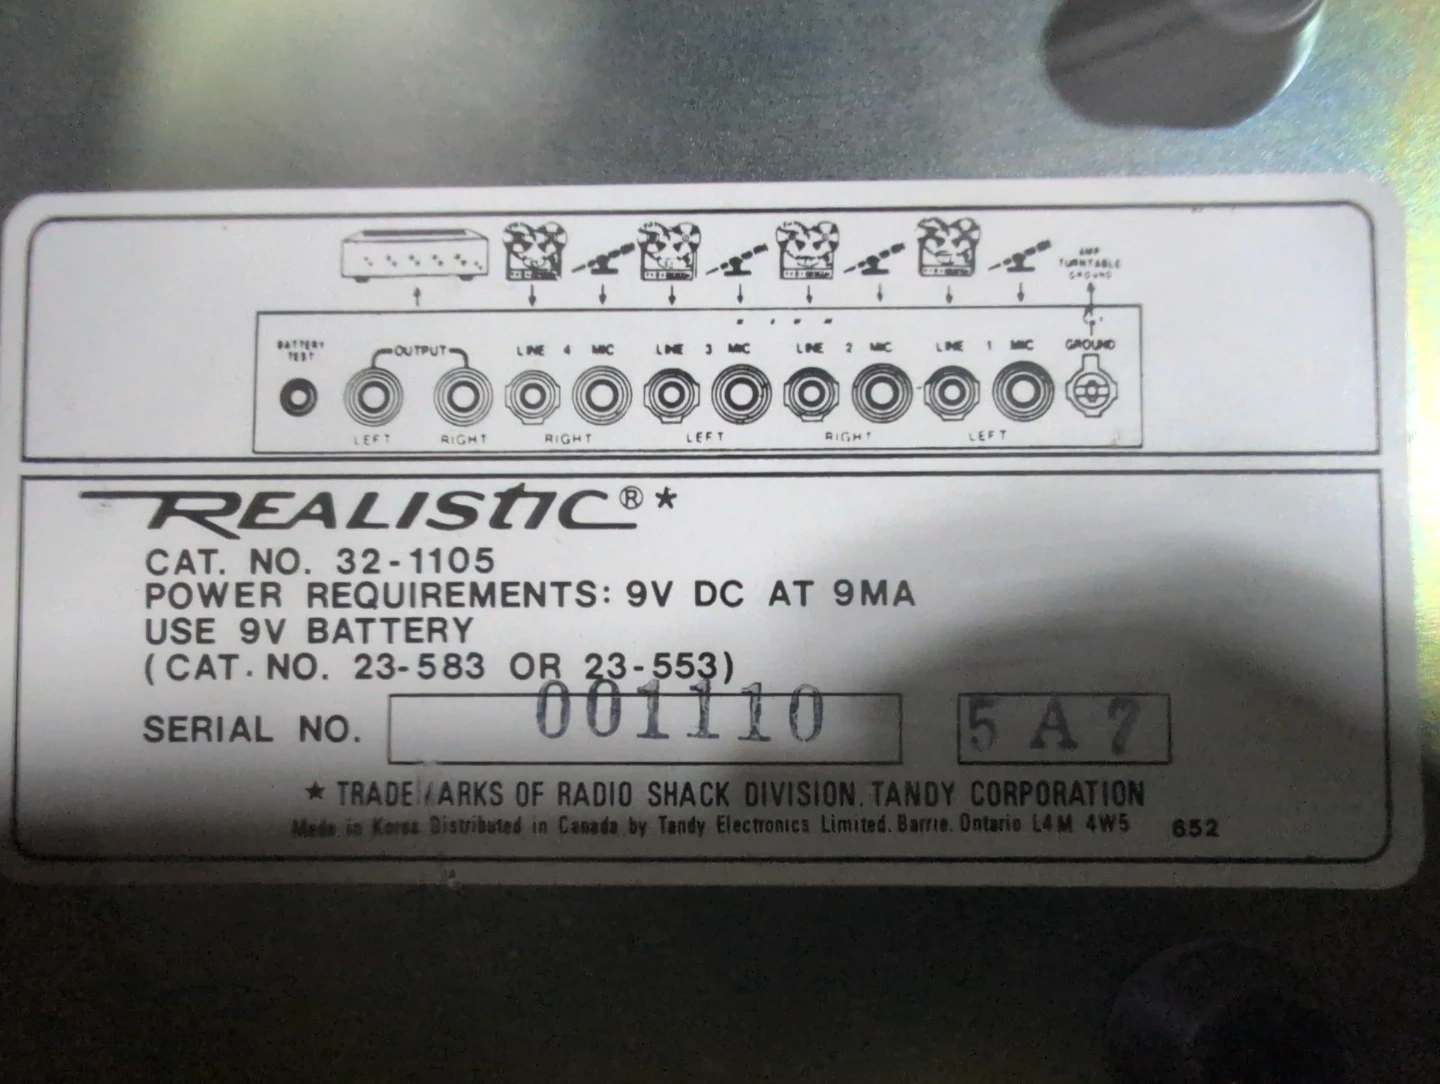 AMP
TURNTABLE
GROUND
BATTERY
TEST
OUTPUT
LINE 4 MIC
LINE 3 MIC
LINE 2 MIC
LINE 1 MIC
GROUND
LEFT
RIGHT
RIGHT
LEFT
RIGHT
LEFT
REALISTIC®*
CAT. NO. 32-1105
POWER REQUIREMENTS: 9V DC AT 9MA
USE 9V BATTERY
(CAT. NO. 23-583 OR 23-553)
SERIAL NO. 001110 5A7
★ TRADEMARKS OF RADIO SHACK DIVISION. TANDY CORPORATION
Made in Korea Distributed in Canada by Tandy Electronics Limited. Barrie. Ontario L4M 4W5 652